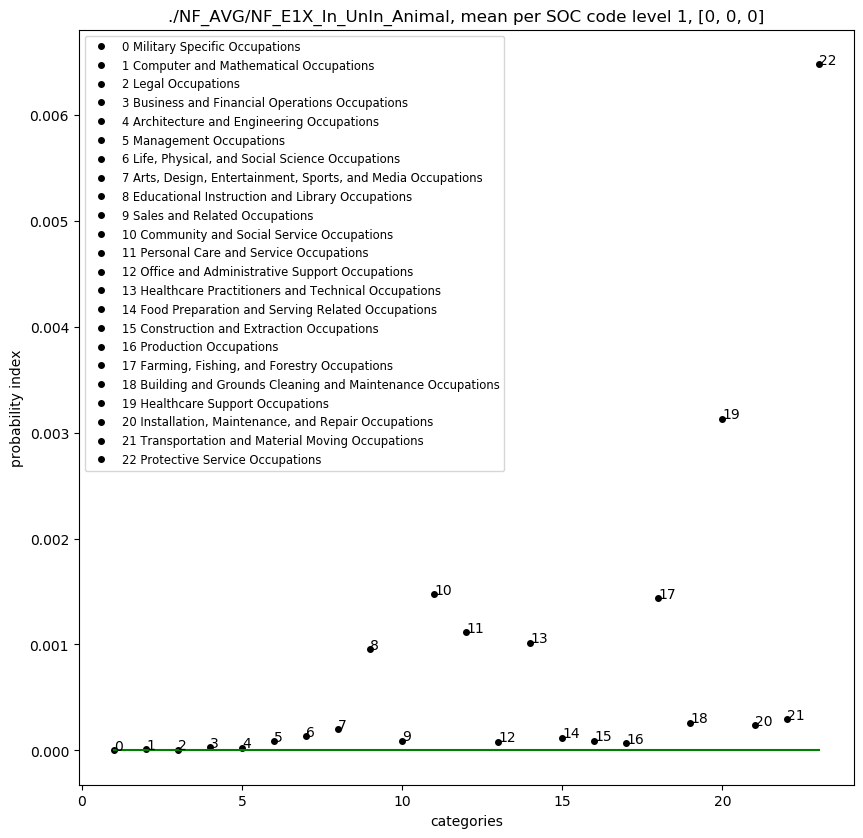 ./NF_AVG/NF_E1X_In_UnIn_Animal, mean per SOC code level 1, [0, 0, 0]
0 Military Specific Occupations
1 Computer and Mathematical Occupations
2 Legal Occupations
3 Business and Financial Operations Occupations
4 Architecture and Engineering Occupations
5 Management Occupations
6 Life, Physical, and Social Science Occupations
7 Arts, Design, Entertainment, Sports, and Media Occupations
8 Educational Instruction and Library Occupations
9 Sales and Related Occupations
10 Community and Social Service Occupations
11 Personal Care and Service Occupations
12 Office and Administrative Support Occupations
13 Healthcare Practitioners and Technical Occupations
14 Food Preparation and Serving Related Occupations
15 Construction and Extraction Occupations
16 Production Occupations
17 Farming, Fishing, and Forestry Occupations
18 Building and Grounds Cleaning and Maintenance Occupations
19 Healthcare Support Occupations
20 Installation, Maintenance, and Repair Occupations
21 Transportation and Material Moving Occupations
22 Protective Service Occupations
probability index
0.006
0.005
0.004
0.003
0.002
0.001
0.000
0
1
2
3
4
5
6
7
8
9
10
11
12
13
14
15
16
17
18
19
20
21
22
0
5
10
15
20
categories